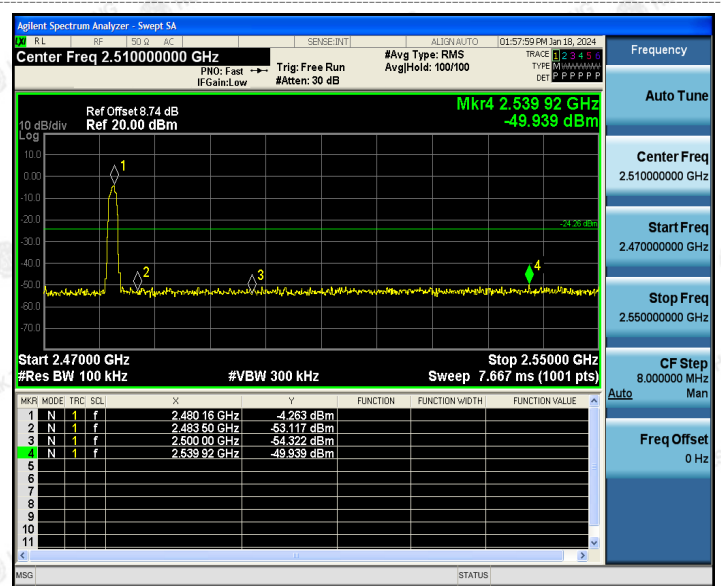 Agilent Spectrum Analyzer - Swept SA
LXI RL RF 50 Ω AC SENSE:INT ALIGN AUTO 01:57:59 PM Jan 18, 2024
Center Freq 2.510000000 GHz
PNO: Fast
IFGain:Low
Trig: Free Run
#Atten: 30 dB
#Avg Type: RMS
Avg|Hold: 100/100
TRACE 1 2 3 4 5 6
TYPE M
DET P P P P P P
Frequency
Auto Tune
Center Freq
2.510000000 GHz
Start Freq
2.470000000 GHz
Stop Freq
2.550000000 GHz
CF Step
8.000000 MHz
Auto Man
Freq Offset
0 Hz
Mkr4 2.539 92 GHz
-49.939 dBm
Ref Offset 8.74 dB
10 dB/div Ref 20.00 dBm
Log
10.0
0.00
-10.0
-20.0
-30.0
-40.0
-50.0
-60.0
-70.0
1
2
3
4
-24.26 dBm
Start 2.47000 GHz Stop 2.55000 GHz
#Res BW 100 kHz #VBW 300 kHz Sweep 7.667 ms (1001 pts)
MKR MODE TRC SCL X Y FUNCTION FUNCTION WIDTH FUNCTION VALUE
1 N 1 f 2.480 16 GHz -4.263 dBm
2 N 1 f 2.483 50 GHz -53.117 dBm
3 N 1 f 2.500 00 GHz -54.322 dBm
4 N 1 f 2.539 92 GHz -49.939 dBm
5
6
7
8
9
10
11
MSG STATUS